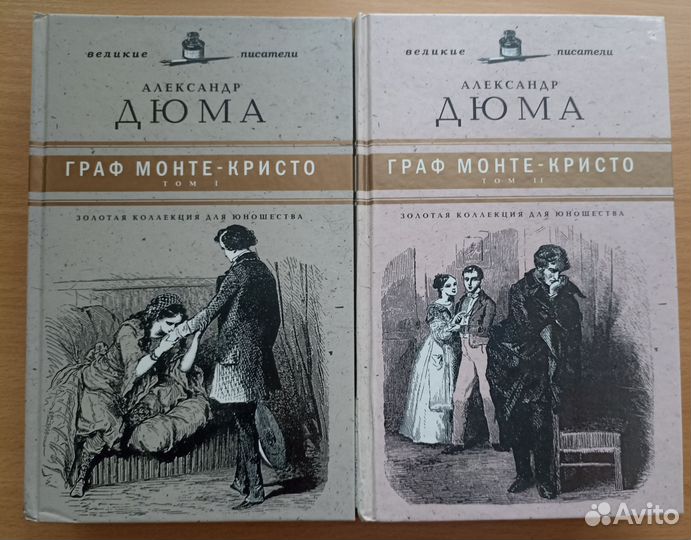 великие писатели
АЛЕКСАНДР
ДЮМА
ГРАФ МОНТЕ-КРИСТО
ТОМ I
ЗОЛОТАЯ КОЛЛЕКЦИЯ ДЛЯ ЮНОШЕСТВА
великие писатели
АЛЕКСАНДР
ДЮМА
ГРАФ МОНТЕ-КРИСТО
ТОМ II
ЗОЛОТАЯ КОЛЛЕКЦИЯ ДЛЯ ЮНОШЕСТВА
Avito